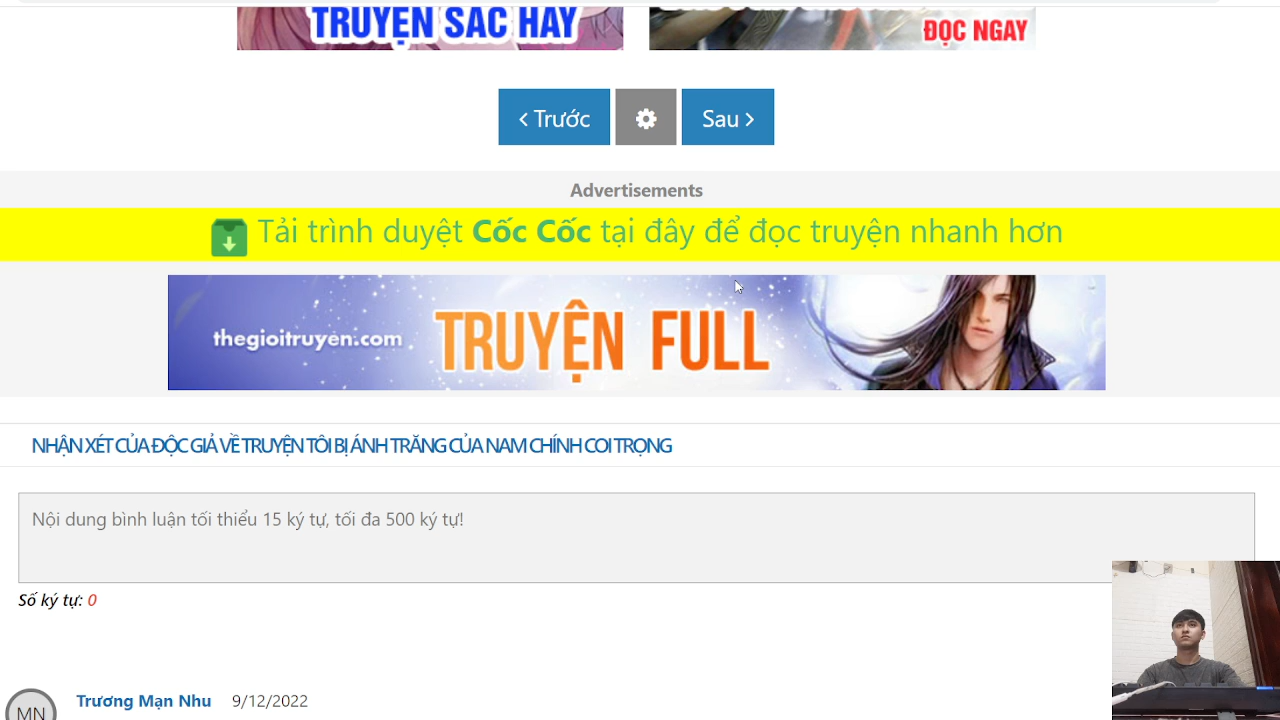 TRUYỆN SẮC HAY
ĐỌC NGAY
Trước
Sau
Advertisements
Tải trình duyệt Cốc Cốc tại đây để đọc truyện nhanh hơn
thegioitruyen.com TRUYỆN FULL
NHẬN XÉT CỦA ĐỘC GIẢ VỀ TRUYỆN TÔI BỊ ÁNH TRĂNG CỦA NAM CHÍNH COI TRỌNG
Nội dung bình luận tối thiểu 15 ký tự, tối đa 500 ký tự!
Số ký tự: 0
Trương Mạn Nhu 9/12/2022
MN